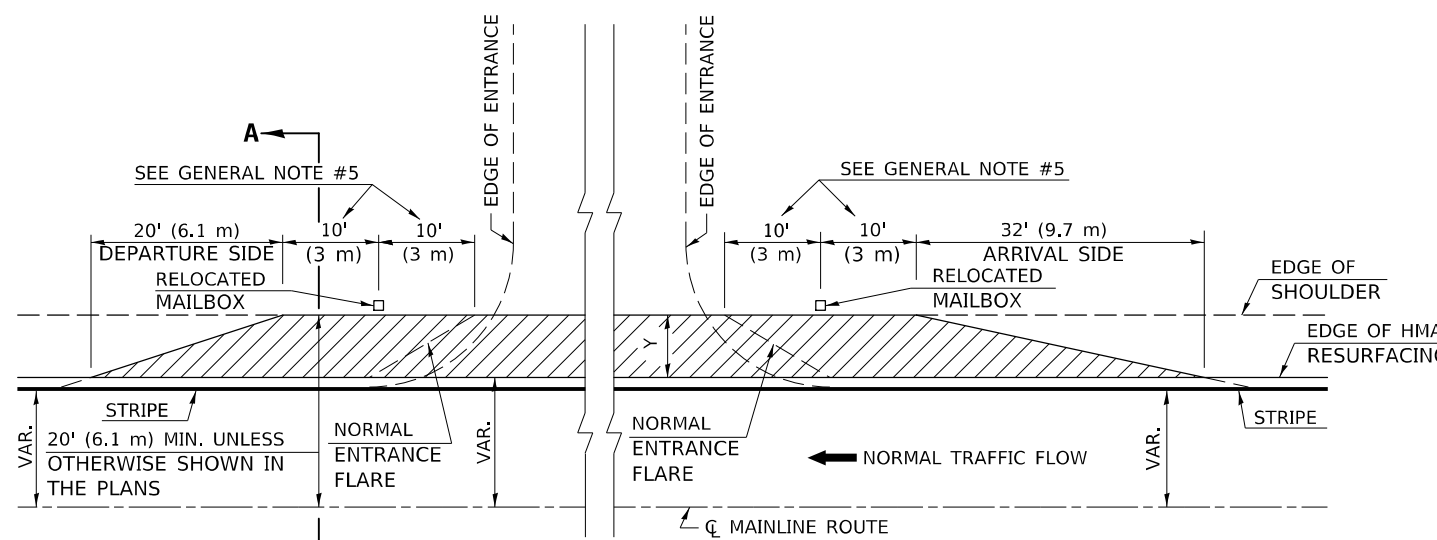 EDGE OF ENTRANCE
EDGE OF ENTRANCE
A
SEE GENERAL NOTE #5
SEE GENERAL NOTE #5
20' (6.1 m)
DEPARTURE SIDE
10'
(3 m)
10'
(3 m)
10'
(3 m)
10'
(3 m)
32' (9.7 m)
ARRIVAL SIDE
RELOCATED
MAILBOX
RELOCATED
MAILBOX
EDGE OF
SHOULDER
Y
EDGE OF HMA
RESURFACING
STRIPE
STRIPE
VAR.
20' (6.1 m) MIN. UNLESS
OTHERWISE SHOWN IN
THE PLANS
NORMAL
ENTRANCE
FLARE
VAR.
NORMAL
ENTRANCE
FLARE
NORMAL TRAFFIC FLOW
VAR.
℄ MAINLINE ROUTE